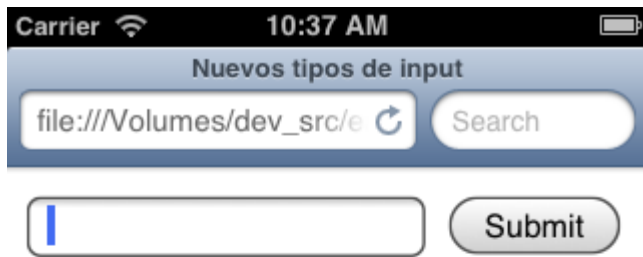 Carrier 10:37 AM
Nuevos tipos de input
file:///Volumes/dev_src/e Search
Submit